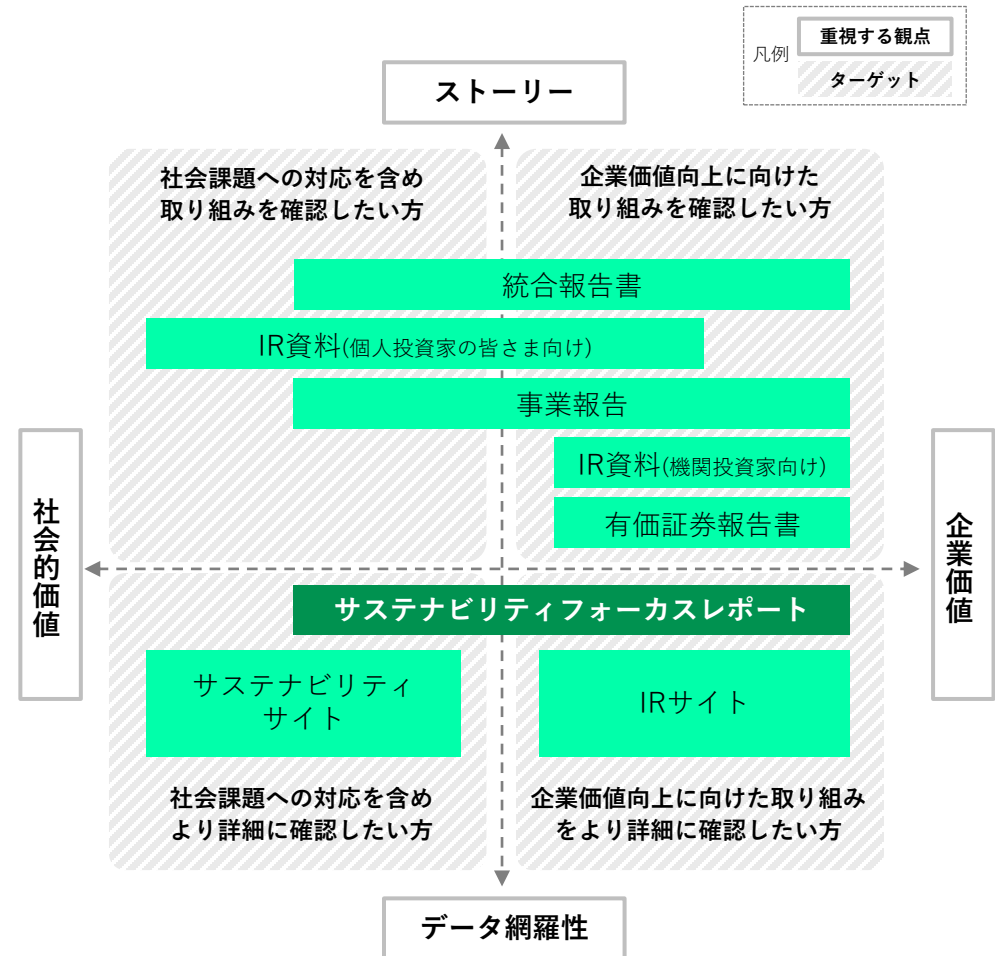 凡例
重視する観点
ターゲット
ストーリー
社会課題への対応を含め
取り組みを確認したい方
企業価値向上に向けた
取り組みを確認したい方
統合報告書
IR資料(個人投資家の皆さま向け)
事業報告
IR資料(機関投資家向け)
有価証券報告書
社会的価値
企業価値
サステナビリティフォーカスレポート
サステナビリティ
サイト
IRサイト
社会課題への対応を含め
より詳細に確認したい方
企業価値向上に向けた取り組み
をより詳細に確認したい方
データ網羅性